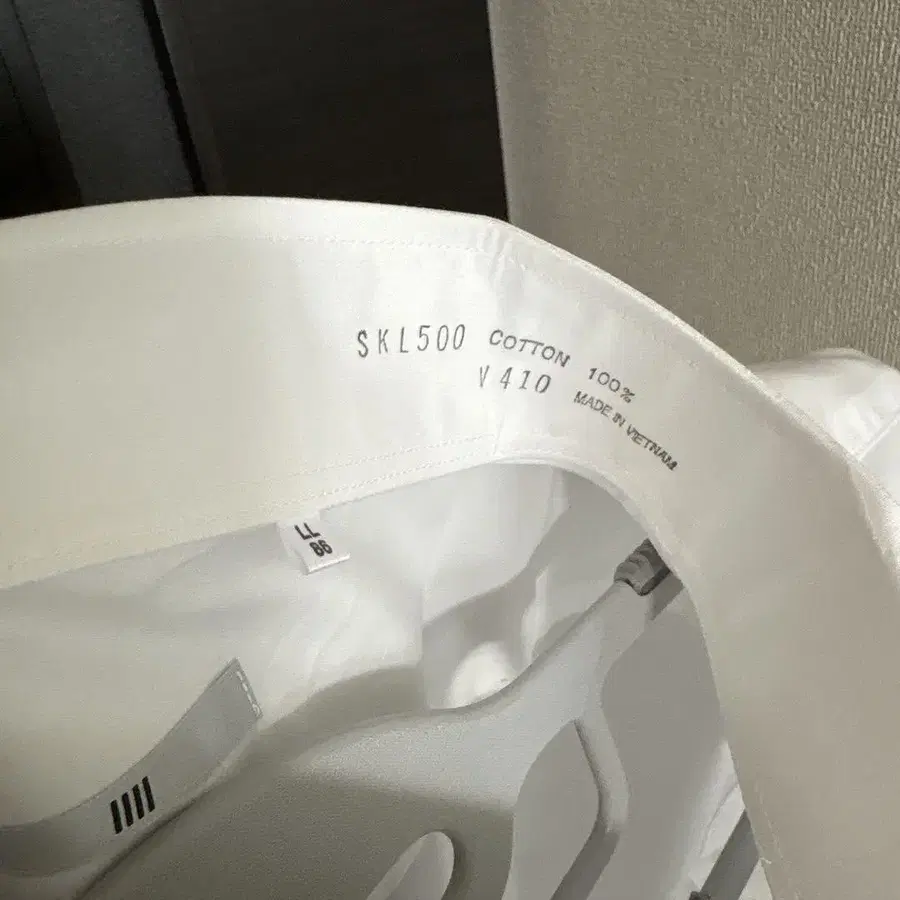 SKL500 COTTON 100%
V410 MADE IN VIETNAM
LL
86